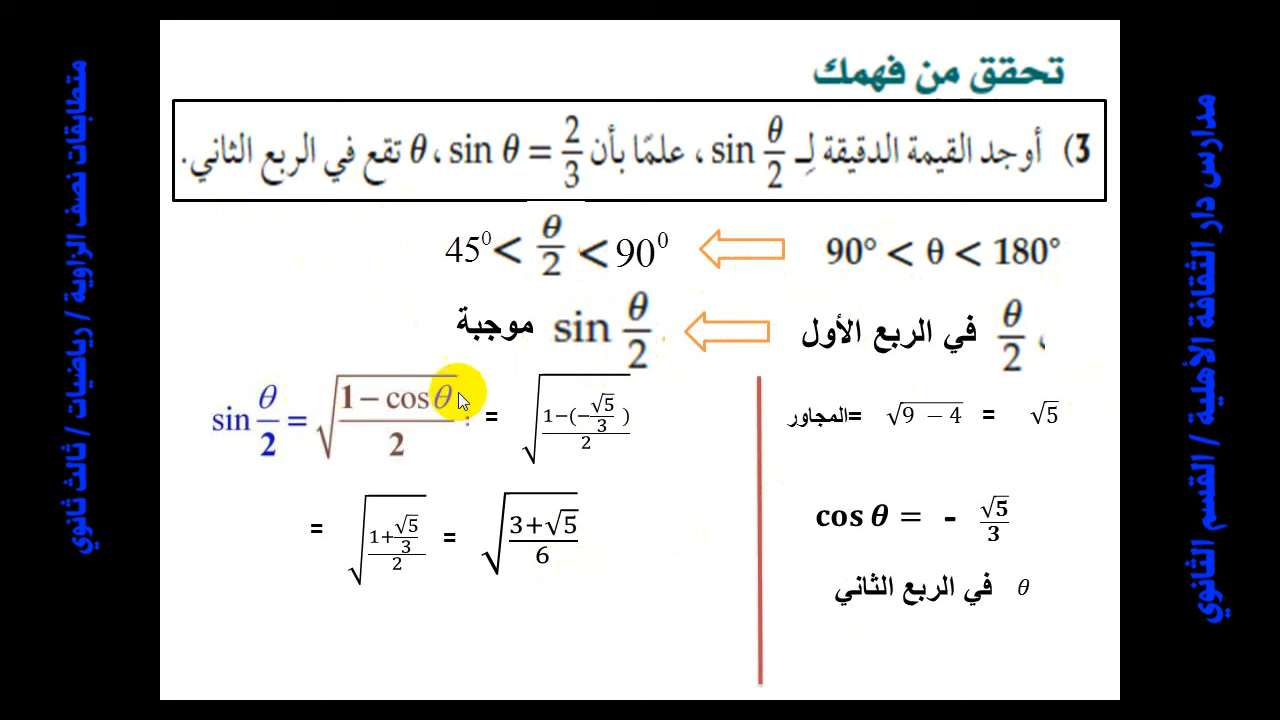 تحقق من فهمك
3) أوجد القيمة الدقيقة لِـ sin θ/2 ، علمًا بأن sin θ = 2/3 ، θ تقع في الربع الثاني.
90° < θ < 180°
45⁰ < θ/2 < 90⁰
، θ/2 في الربع الأول
sin θ/2 موجبة
sin θ/2 = √((1 − cos θ)/2) = √((1−(−√5/3))/2)
= √((1+√5/3)/2) = √((3+√5)/6)
المجاور= √(9 − 4) = √5
cos θ = - √5/3
θ في الربع الثاني
متطابقات نصف الزاوية / رياضيات / ثالث ثانوي
مدارس دار الثقافة الأهلية / القسم الثانوي